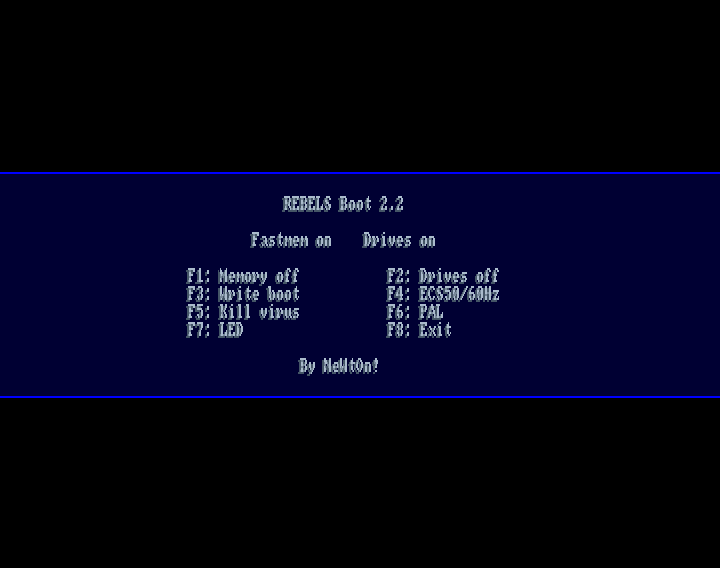 REBELS Boot 2.2
Fastmem on Drives on
F1: Memory off F2: Drives off
F3: Write boot F4: ECS50/60Hz
F5: Kill virus F6: PAL
F7: LED F8: Exit
By NeWtOn!